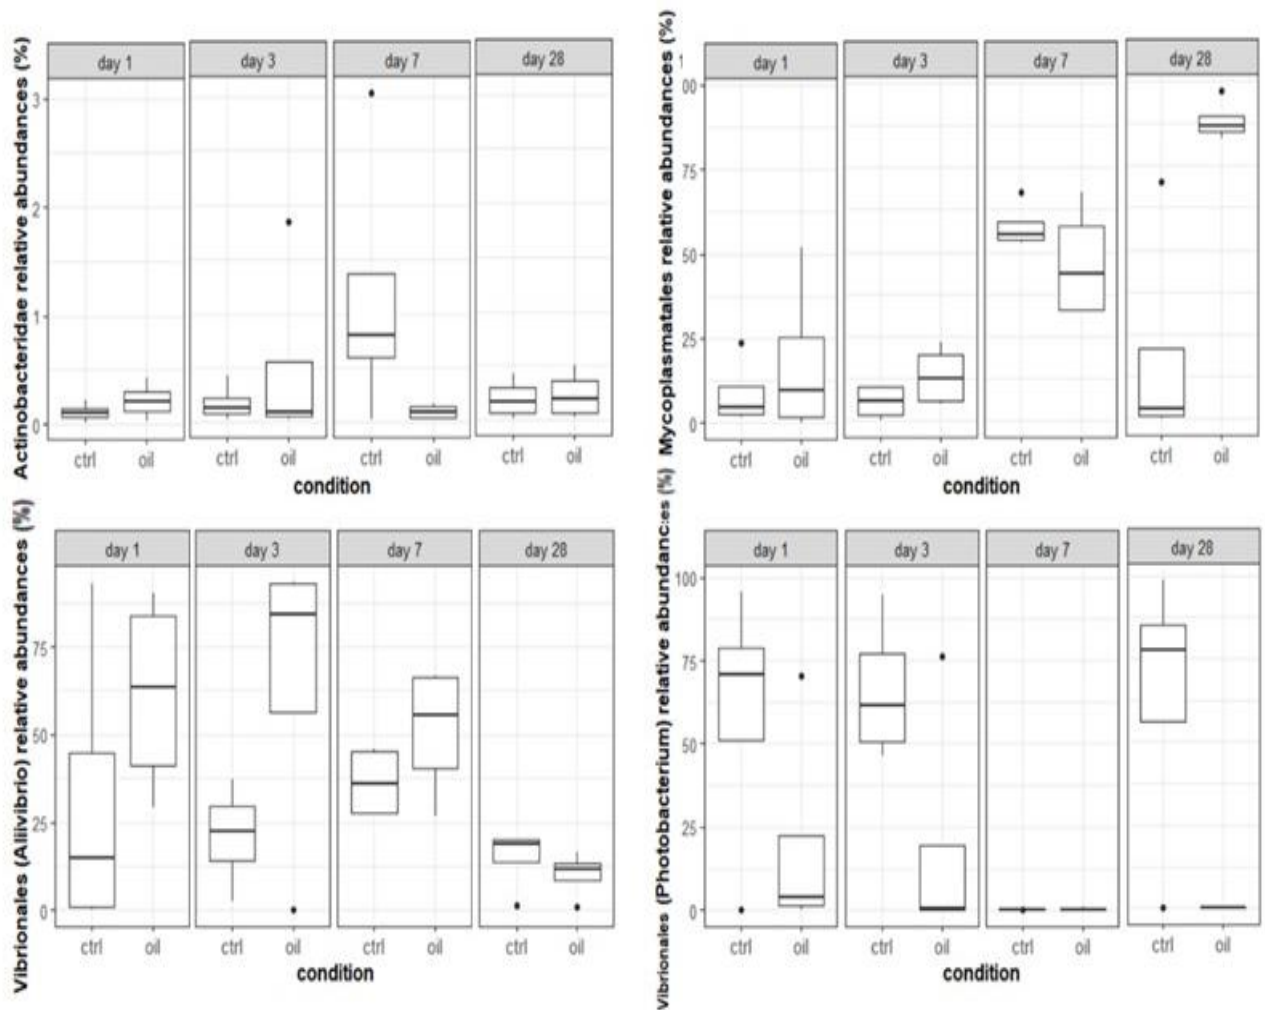 Actinobacteridae relative abundances (%)
day 1 day 3 day 7 day 28
3
2
1
0
ctrl oil ctrl oil ctrl oil ctrl oil
condition
Mycoplasmatales relative abundances (%)
day 1 day 3 day 7 day 28
1
00
75
50
25
0
ctrl oil ctrl oil ctrl oil ctrl oil
condition
Vibrionales (Aliivibrio) relative abundances (%)
day 1 day 3 day 7 day 28
75
50
25
0
ctrl oil ctrl oil ctrl oil ctrl oil
condition
Vibrionales (Photobacterium) relative abundances (%)
day 1 day 3 day 7 day 28
100
75
50
25
0
ctrl oil ctrl oil ctrl oil ctrl oil
condition